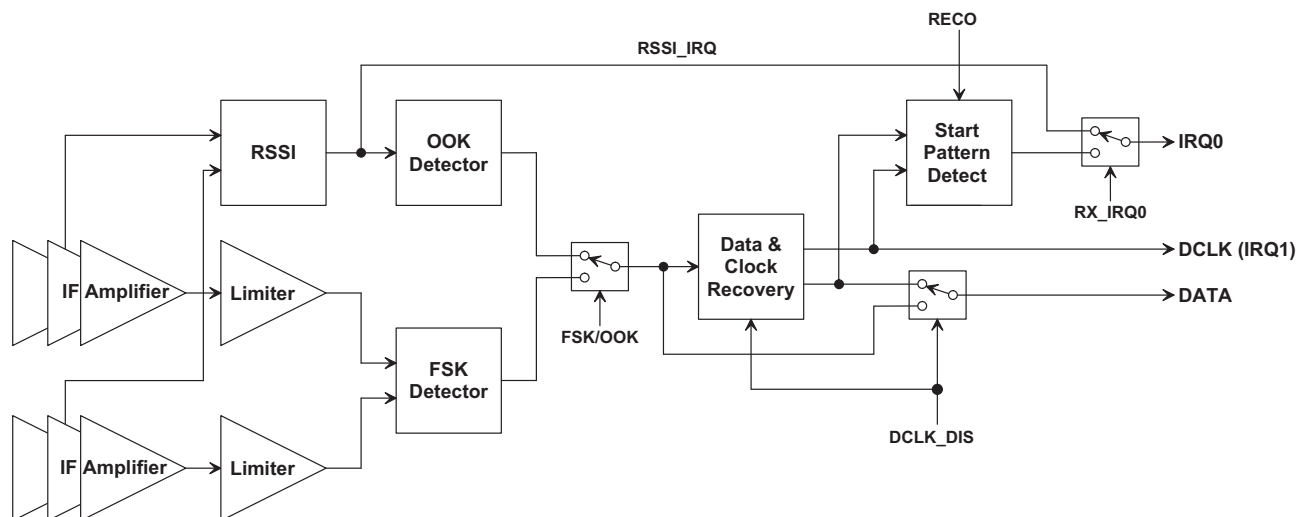 RECO
RSSI_IRQ
RSSI
OOK
Detector
Start
Pattern
Detect
IRQ0
RX_IRQ0
IF Amplifier
Limiter
Data &
Clock
Recovery
DCLK (IRQ1)
DATA
FSK/OOK
FSK
Detector
DCLK_DIS
IF Amplifier
Limiter